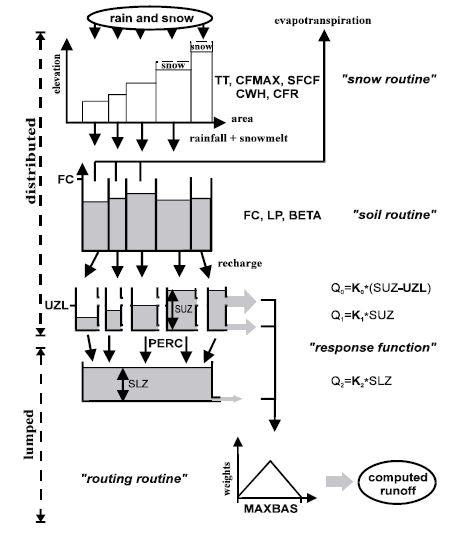 rain and snow
evapotranspiration
snow
snow
elevation
area
TT, CFMAX, SFCF
CWH, CFR
"snow routine"
rainfall + snowmelt
distributed
FC
FC, LP, BETA
"soil routine"
recharge
UZL
SUZ
Q₀=K₀*(SUZ-UZL)
Q₁=K₁*SUZ
PERC
"response function"
SLZ
Q₂=K₂*SLZ
lumped
"routing routine"
weights
MAXBAS
computed
runoff